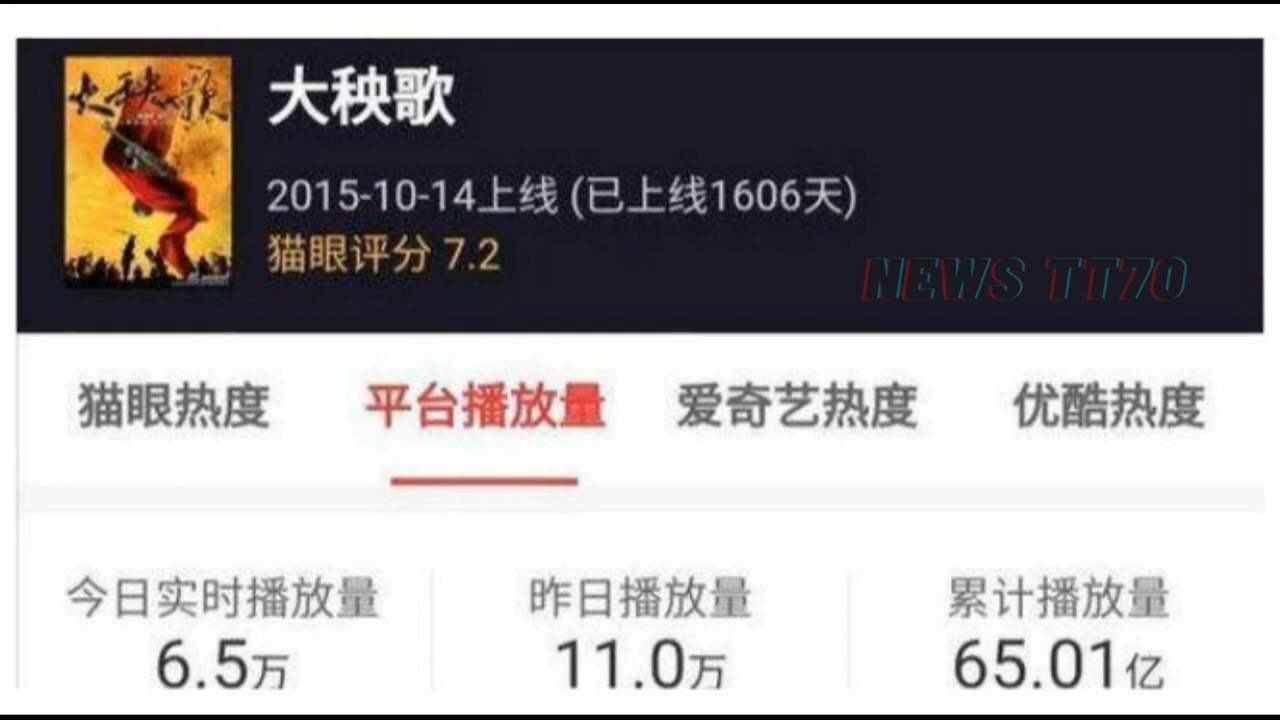 大秧歌
大秧歌
2015-10-14上线 (已上线1606天)
猫眼评分 7.2
NEWS TT70
猫眼热度 平台播放量 爱奇艺热度 优酷热度
今日实时播放量 昨日播放量 累计播放量
6.5万 11.0万 65.01亿